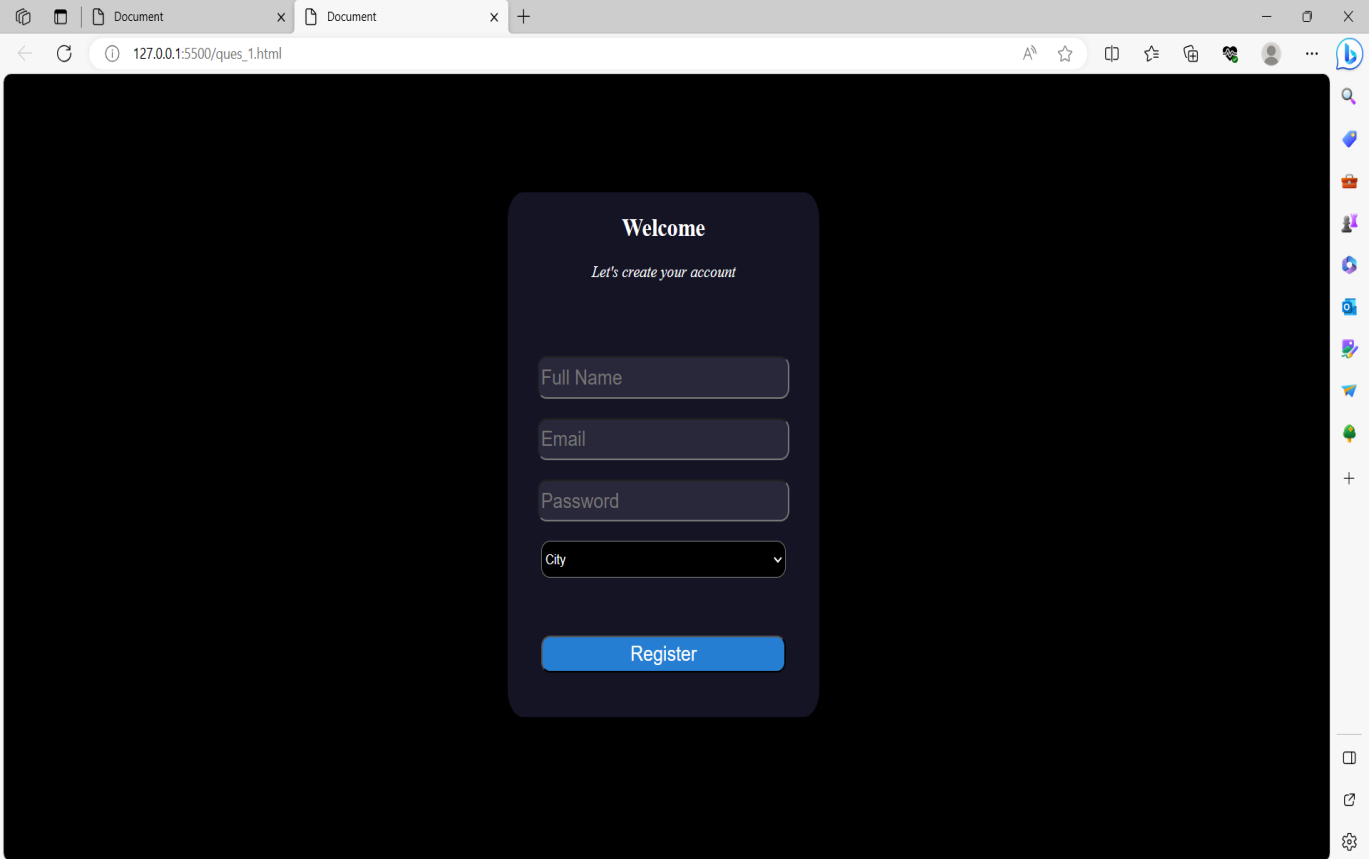 Document
Document
127.0.0.1:5500/ques_1.html
Welcome
Let's create your account
Full Name
Email
Password
City
Register